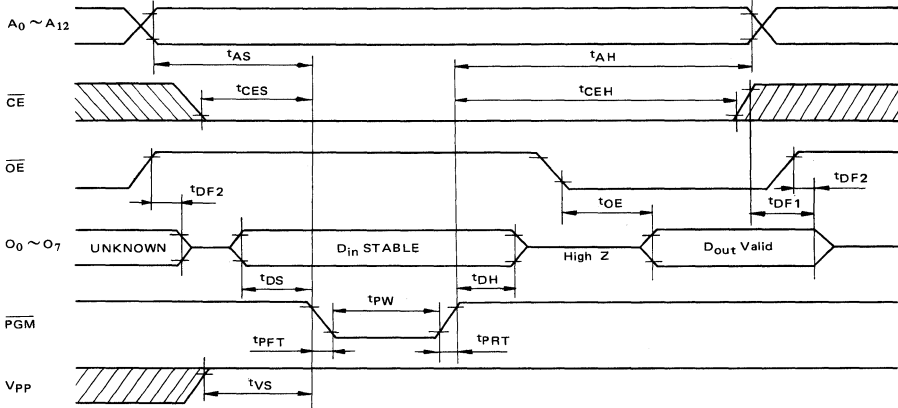 A0 ~ A12
tAS
tAH
CE
tCES
tCEH
OE
tDF2
tOE
tDF1
tDF2
O0 ~ O7
UNKNOWN
Din STABLE
High Z
Dout Valid
tDS
tDH
PGM
tPW
tPFT
tPRT
VPP
tVS